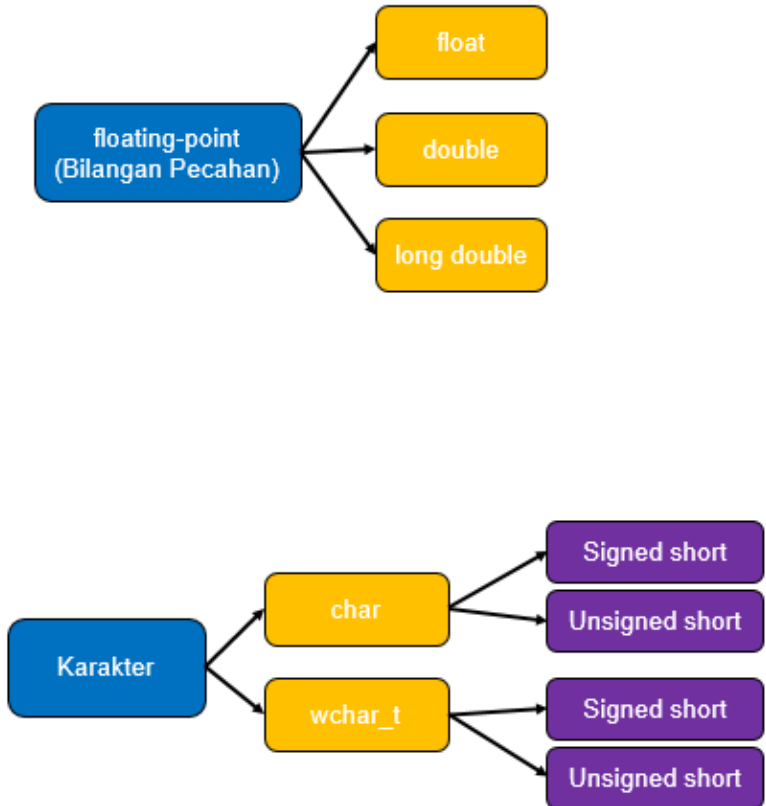 float
floating-point
(Bilangan Pecahan)
double
long double
Signed short
char
Unsigned short
Karakter
Signed short
wchar_t
Unsigned short